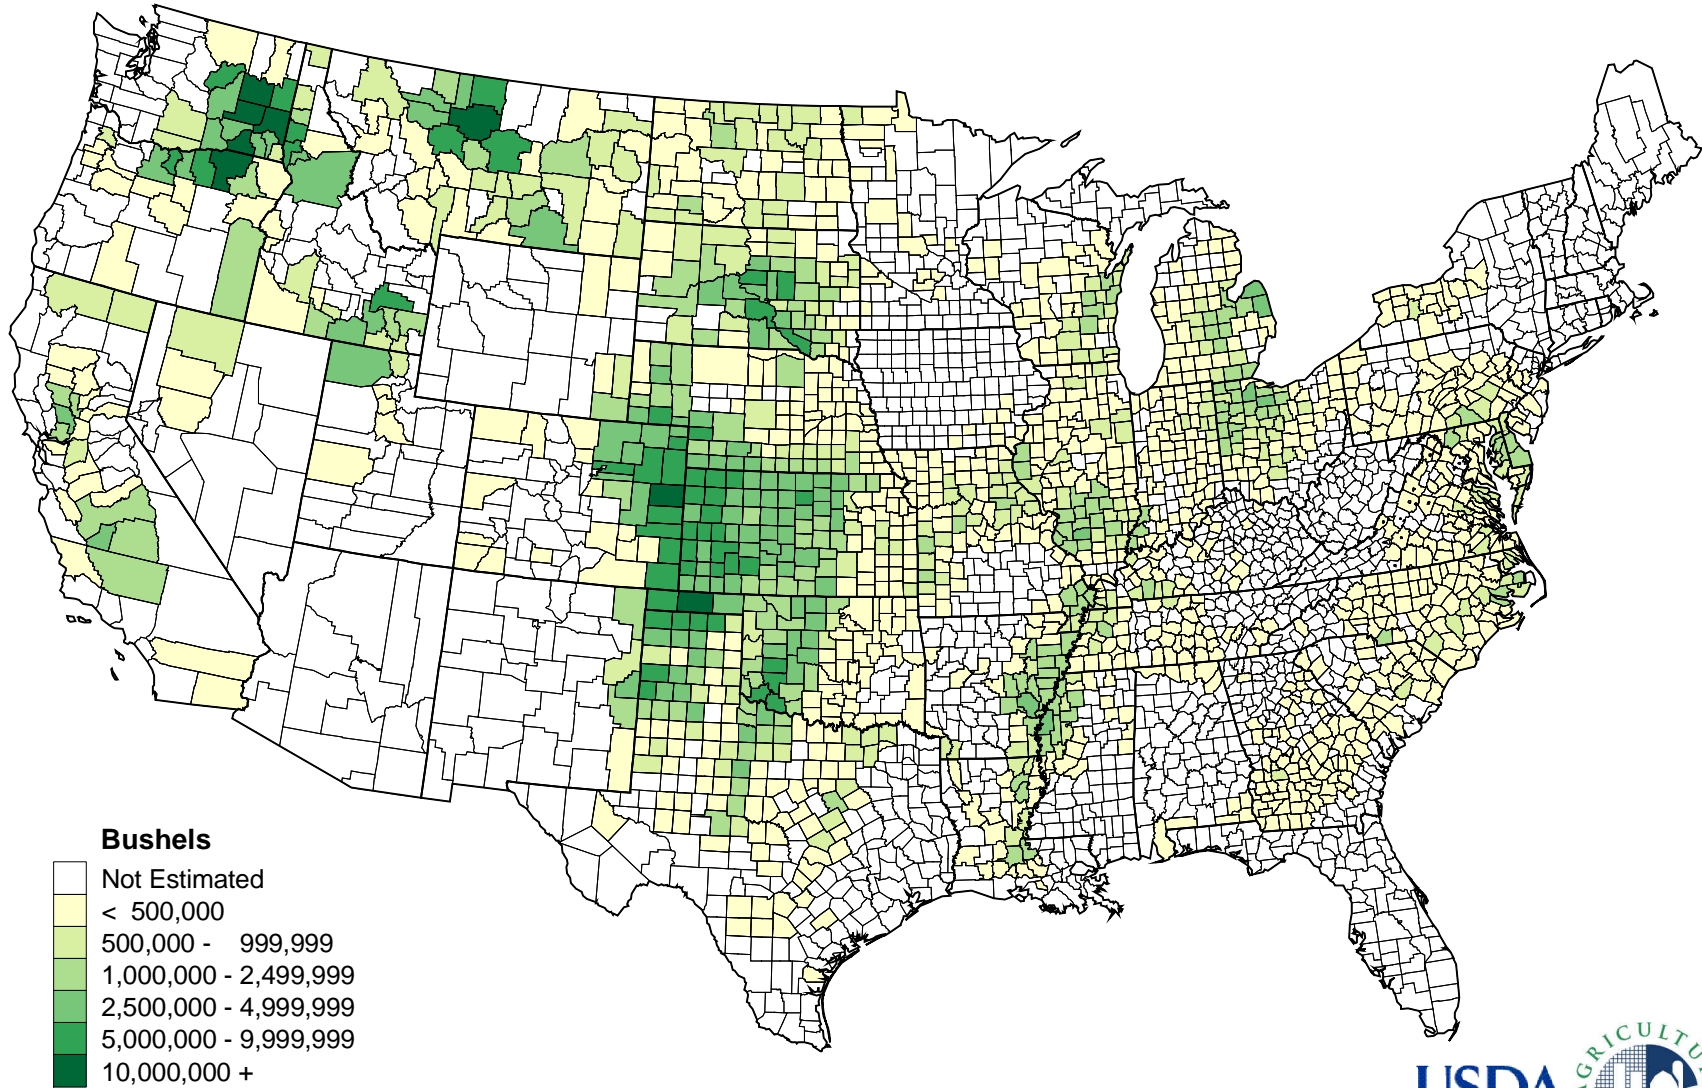 Bushels
Not Estimated
< 500,000
500,000 - 999,999
1,000,000 - 2,499,999
2,500,000 - 4,999,999
5,000,000 - 9,999,999
10,000,000 +
USDA
AGRICULTU